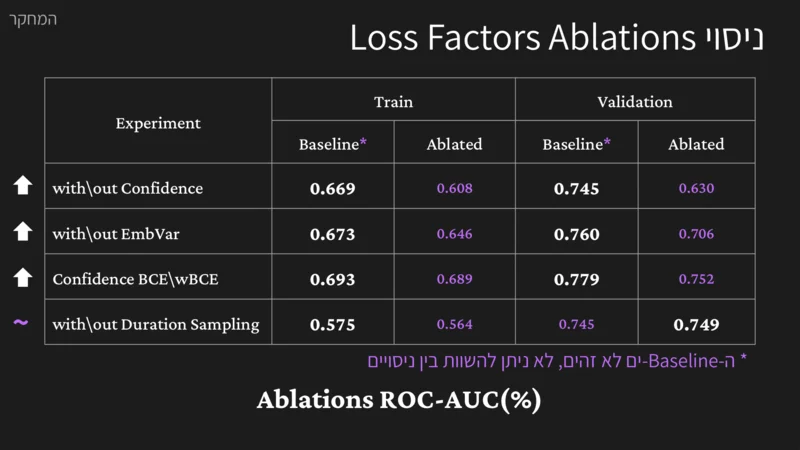 המחקר
ניסוי Loss Factors Ablations
Experiment Train Validation
Baseline* Ablated Baseline* Ablated
with\out Confidence 0.669 0.608 0.745 0.630
with\out EmbVar 0.673 0.646 0.760 0.706
Confidence BCE\wBCE 0.693 0.689 0.779 0.752
~ with\out Duration Sampling 0.575 0.564 0.745 0.749
* ה-Baseline-ים לא זהים, לא ניתן להשוות בין ניסויים
Ablations ROC-AUC(%)